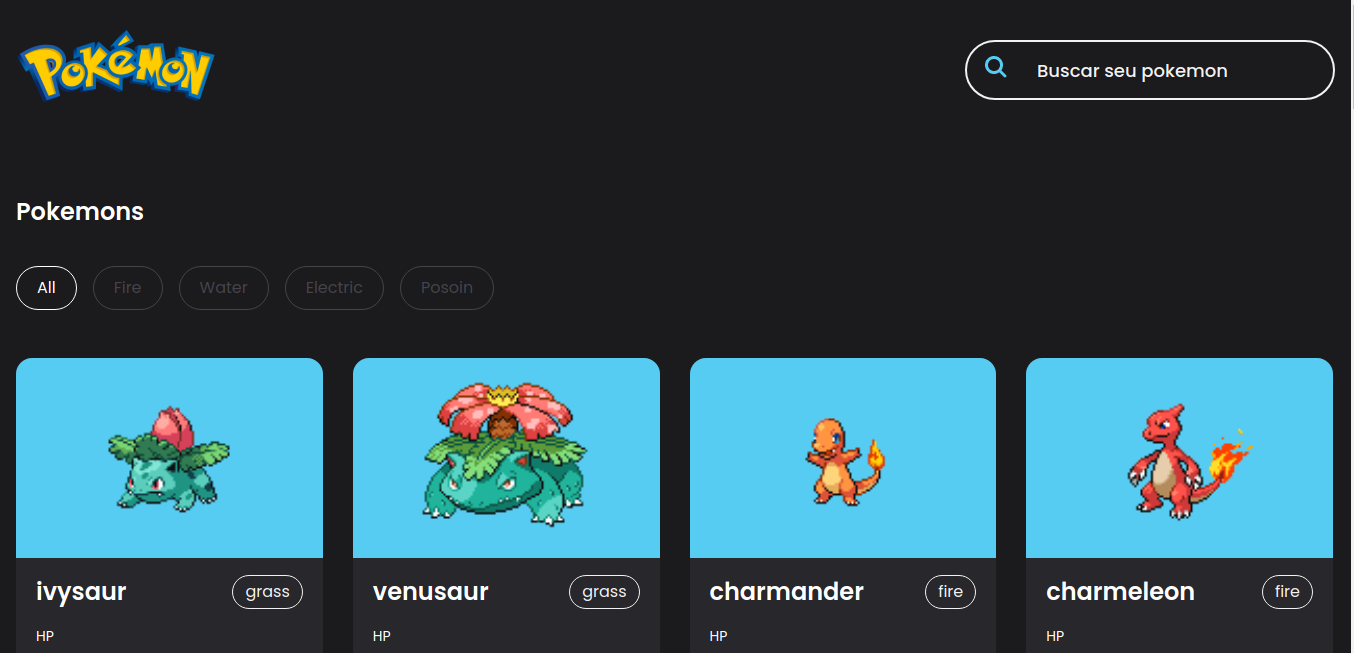 Pokémon
Buscar seu pokemon
Pokemons
All Fire Water Electric Posoin
ivysaur grass venusaur grass charmander fire charmeleon fire
HP HP HP HP